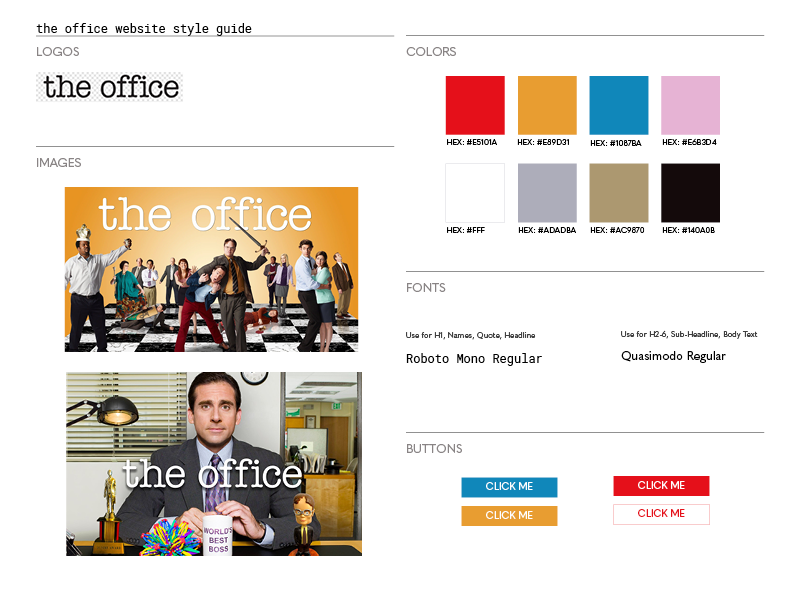 the office website style guide
LOGOS
the office
IMAGES
the office
the office
WORLD'S
BEST
BOSS
COLORS
HEX: #E5101A
HEX: #E89D31
HEX: #1087BA
HEX: #E6B3D4
HEX: #FFF
HEX: #ADADBA
HEX: #AC9870
HEX: #140A0B
FONTS
Use for H1, Names, Quote, Headline
Roboto Mono Regular
Use for H2-6, Sub-Headline, Body Text
Quasimodo Regular
BUTTONS
CLICK ME
CLICK ME
CLICK ME
CLICK ME